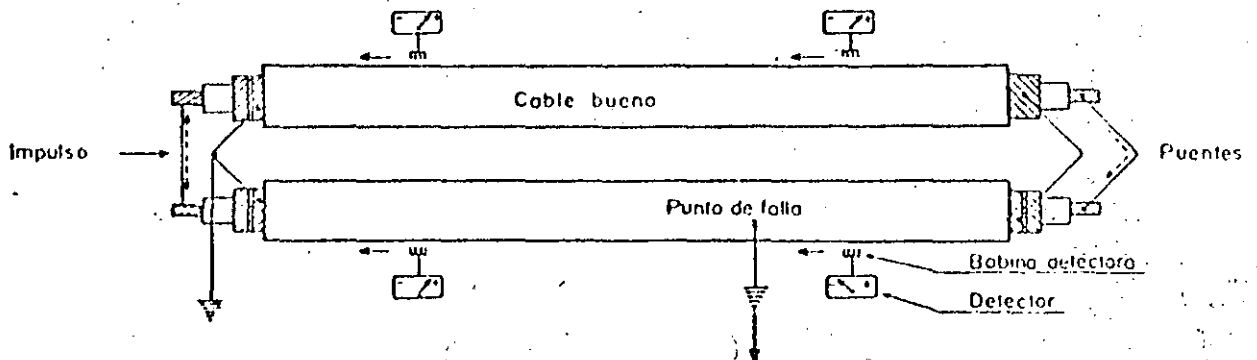 - +
- +
Cable bueno
Impulso
Puentes
Punto de falla
Bobina detectora
- +
- +
Detector